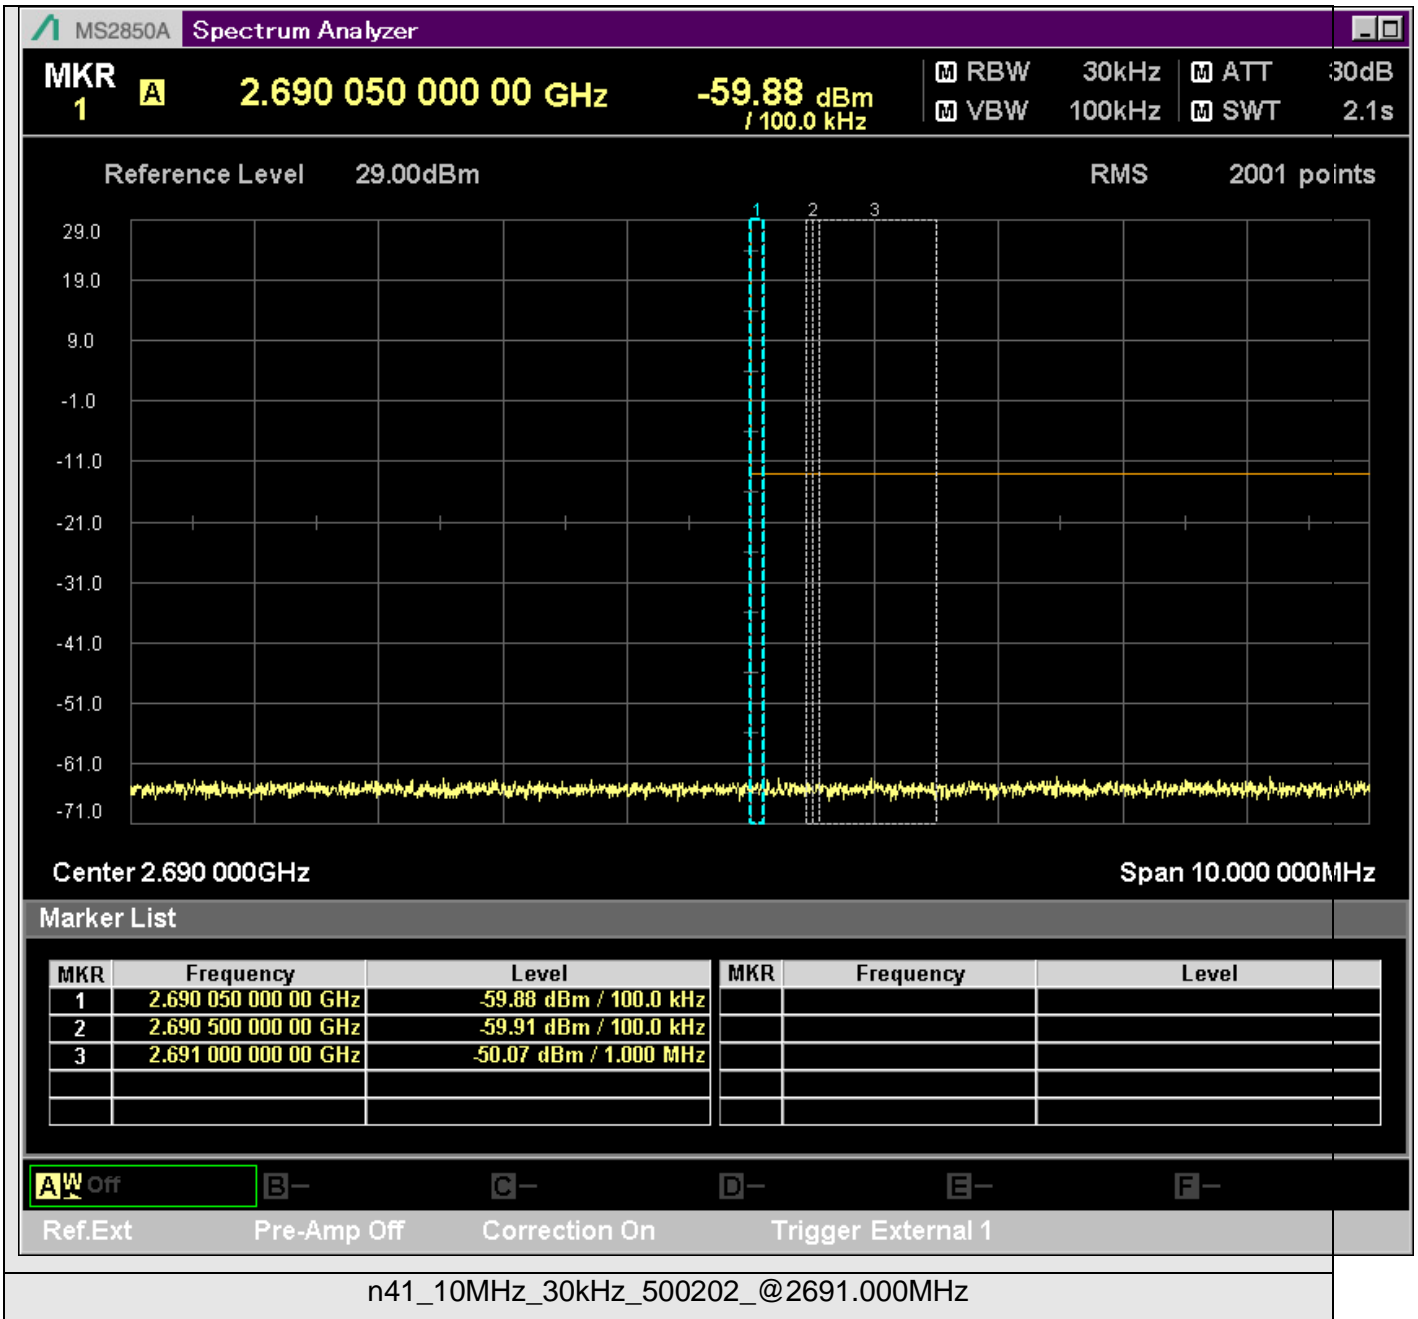 MS2850A Spectrum Analyzer
MKR 1 A 2.690 050 000 00 GHz -59.88 dBm / 100.0 kHz
M RBW 30kHz M ATT 30dB
M VBW 100kHz M SWT 2.1s
Reference Level 29.00dBm RMS 2001 points
1 2 3
29.0
19.0
9.0
-1.0
-11.0
-21.0
-31.0
-41.0
-51.0
-61.0
-71.0
Center 2.690 000GHz Span 10.000 000MHz
Marker List
MKR Frequency Level MKR Frequency Level
1 2.690 050 000 00 GHz -59.88 dBm / 100.0 kHz
2 2.690 500 000 00 GHz -59.91 dBm / 100.0 kHz
3 2.691 000 000 00 GHz -50.07 dBm / 1.000 MHz
A W Off B - C - D - E - F -
Ref.Ext Pre-Amp Off Correction On Trigger External 1
n41_10MHz_30kHz_500202_@2691.000MHz